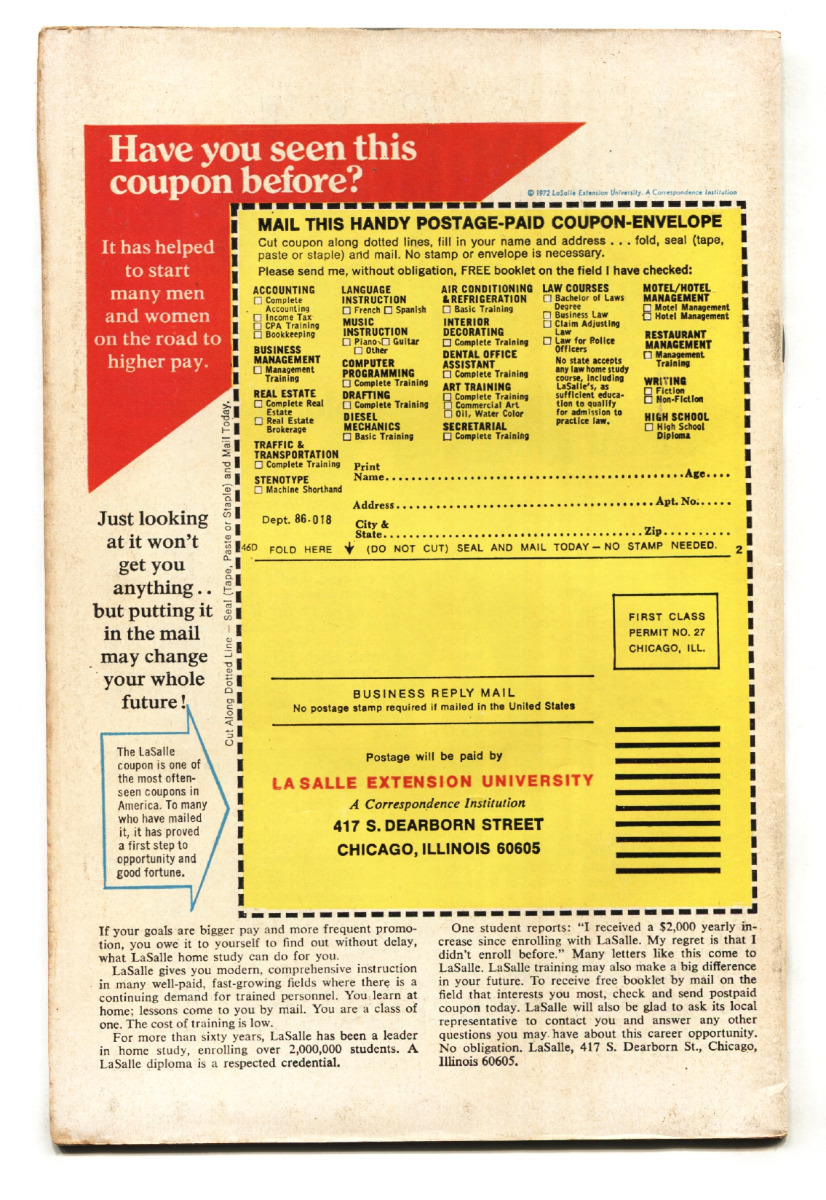 Have you seen this
coupon before?
© 1972 LaSalle Extension University. A Correspondence Institution
It has helped
to start
many men
and women
on the road to
higher pay.
Just looking
at it won't
get you
anything . .
but putting it
in the mail
may change
your whole
future!
The LaSalle
coupon is one of
the most often-
seen coupons in
America. To many
who have mailed
it, it has proved
a first step to
opportunity and
good fortune.
Cut Along Dotted Line — Seal (Tape, Paste or Staple) and Mail Today.
MAIL THIS HANDY POSTAGE-PAID COUPON-ENVELOPE
Cut coupon along dotted lines, fill in your name and address . . . fold, seal (tape,
paste or staple) and mail. No stamp or envelope is necessary.
Please send me, without obligation, FREE booklet on the field I have checked:
ACCOUNTING
☐ Complete
Accounting
☐ Income Tax
☐ CPA Training
☐ Bookkeeping
BUSINESS
MANAGEMENT
☐ Management
Training
REAL ESTATE
☐ Complete Real
Estate
☐ Real Estate
Brokerage
TRAFFIC &
TRANSPORTATION
☐ Complete Training
STENOTYPE
☐ Machine Shorthand
LANGUAGE
INSTRUCTION
☐ French ☐ Spanish
MUSIC
INSTRUCTION
☐ Piano ☐ Guitar
☐ Other
COMPUTER
PROGRAMMING
☐ Complete Training
DRAFTING
☐ Complete Training
DIESEL
MECHANICS
☐ Basic Training
AIR CONDITIONING
& REFRIGERATION
☐ Basic Training
INTERIOR
DECORATING
☐ Complete Training
DENTAL OFFICE
ASSISTANT
☐ Complete Training
ART TRAINING
☐ Complete Training
☐ Commercial Art
☐ Oil, Water Color
SECRETARIAL
☐ Complete Training
LAW COURSES
☐ Bachelor of Laws
Degree
☐ Business Law
☐ Claim Adjusting
Law
☐ Law for Police
Officers
No state accepts
any law home study
course, including
LaSalle's, as
sufficient educa-
tion to qualify
for admission to
practice law.
MOTEL/HOTEL
MANAGEMENT
☐ Motel Management
☐ Hotel Management
RESTAURANT
MANAGEMENT
☐ Management
Training
WRITING
☐ Fiction
☐ Non-Fiction
HIGH SCHOOL
☐ High School
Diploma
Print
Name.......................................................Age....
Address.................................................Apt. No......
Dept. 86-018
City &
State....................................................Zip..........
46D FOLD HERE ↓ (DO NOT CUT) SEAL AND MAIL TODAY — NO STAMP NEEDED. 2
FIRST CLASS
PERMIT NO. 27
CHICAGO, ILL.
BUSINESS REPLY MAIL
No postage stamp required if mailed in the United States
Postage will be paid by
LA SALLE EXTENSION UNIVERSITY
A Correspondence Institution
417 S. DEARBORN STREET
CHICAGO, ILLINOIS 60605
If your goals are bigger pay and more frequent promo-
tion, you owe it to yourself to find out without delay,
what LaSalle home study can do for you.
LaSalle gives you modern, comprehensive instruction
in many well-paid, fast-growing fields where there is a
continuing demand for trained personnel. You learn at
home; lessons come to you by mail. You are a class of
one. The cost of training is low.
For more than sixty years, LaSalle has been a leader
in home study, enrolling over 2,000,000 students. A
LaSalle diploma is a respected credential.
One student reports: "I received a $2,000 yearly in-
crease since enrolling with LaSalle. My regret is that I
didn't enroll before." Many letters like this come to
LaSalle. LaSalle training may also make a big difference
in your future. To receive free booklet by mail on the
field that interests you most, check and send postpaid
coupon today. LaSalle will also be glad to ask its local
representative to contact you and answer any other
questions you may have about this career opportunity.
No obligation. LaSalle, 417 S. Dearborn St., Chicago,
Illinois 60605.